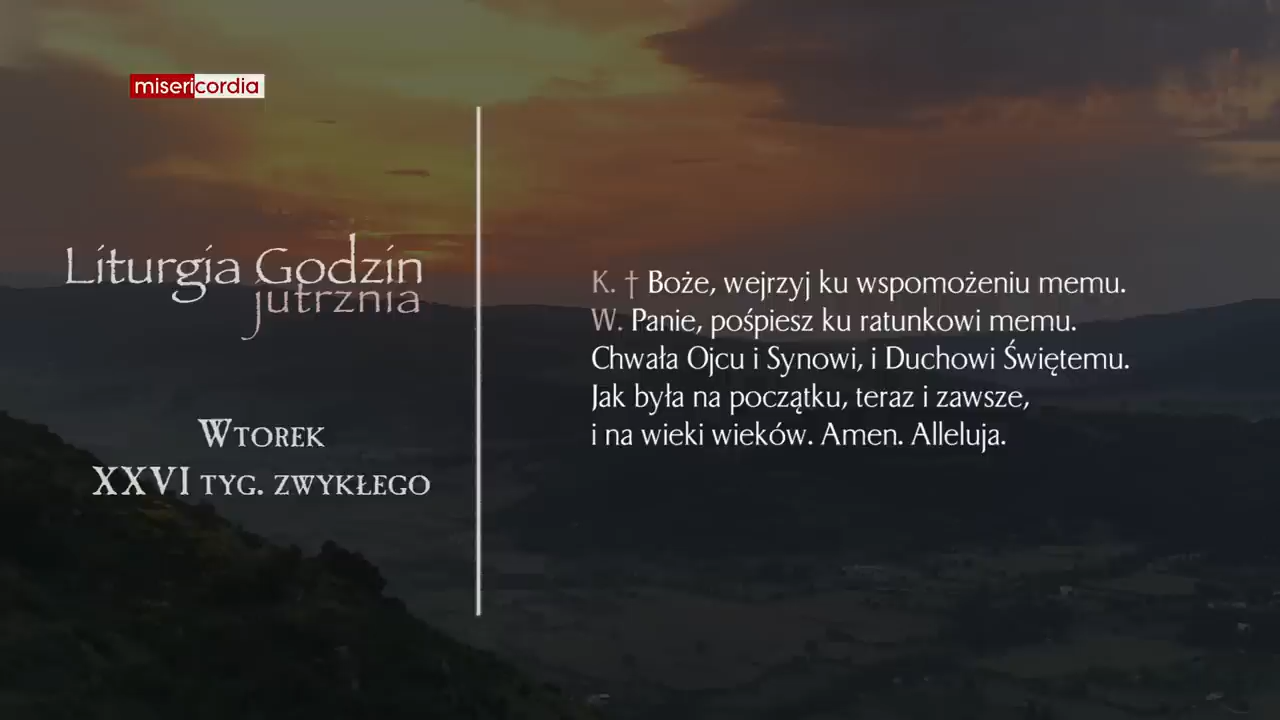 misericordia
Liturgia Godzin
jutrznia
Wtorek
XXVI tyg. zwykłego
K. † Boże, wejrzyj ku wspomożeniu memu.
W. Panie, pośpiesz ku ratunkowi memu.
Chwała Ojcu i Synowi, i Duchowi Świętemu.
Jak była na początku, teraz i zawsze,
i na wieki wieków. Amen. Alleluja.